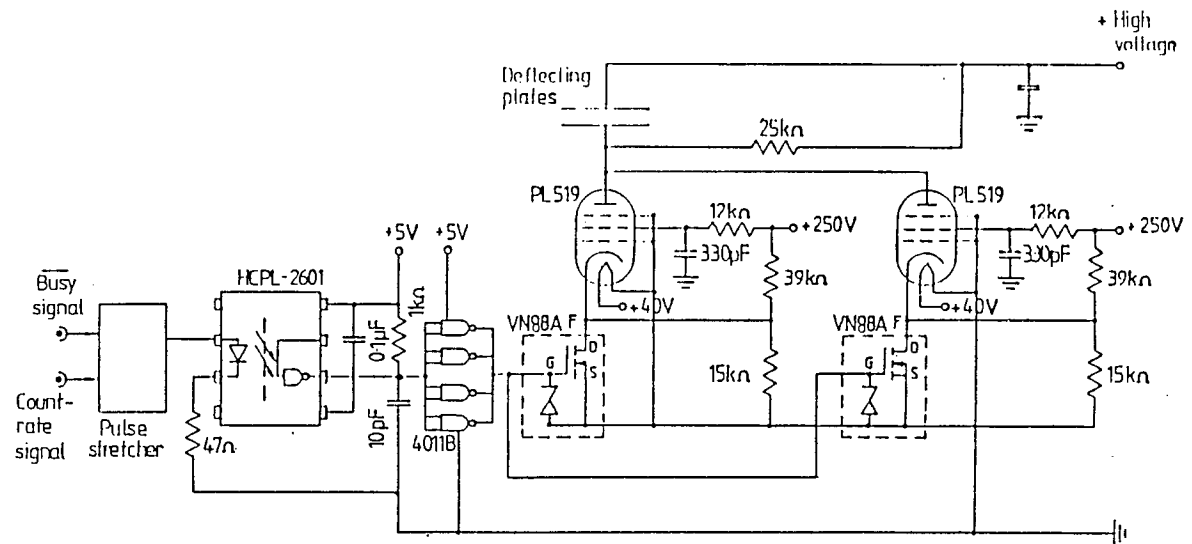 + High
voltage
Deflecting
plates
25kΩ
PL519
PL519
12kΩ
+250V
12kΩ
+250V
330pF
39kΩ
330pF
39kΩ
+40V
+40V
+5V
+5V
Busy
signal
HCPL-2601
1kΩ
0·1µF
VN88AF
D
G
S
15kΩ
VN88AF
D
G
S
15kΩ
Count-
rate
signal
Pulse
stretcher
47Ω
10pF
4011B